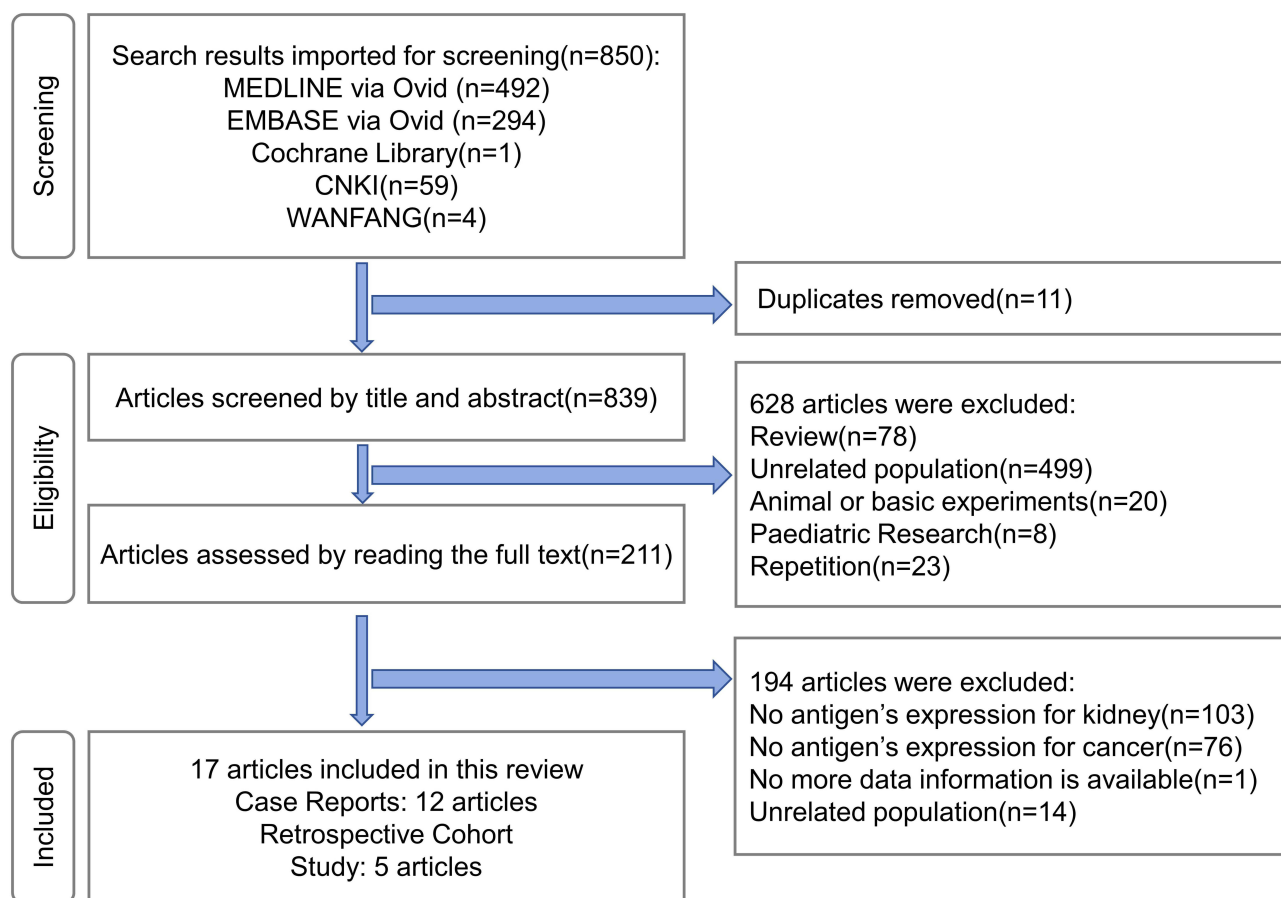 Screening
Search results imported for screening(n=850):
MEDLINE via Ovid (n=492)
EMBASE via Ovid (n=294)
Cochrane Library(n=1)
CNKI(n=59)
WANFANG(n=4)
Duplicates removed(n=11)
Eligibility
Articles screened by title and abstract(n=839)
628 articles were excluded:
Review(n=78)
Unrelated population(n=499)
Animal or basic experiments(n=20)
Paediatric Research(n=8)
Repetition(n=23)
Articles assessed by reading the full text(n=211)
194 articles were excluded:
No antigen’s expression for kidney(n=103)
No antigen’s expression for cancer(n=76)
No more data information is available(n=1)
Unrelated population(n=14)
Included
17 articles included in this review
Case Reports: 12 articles
Retrospective Cohort
Study: 5 articles